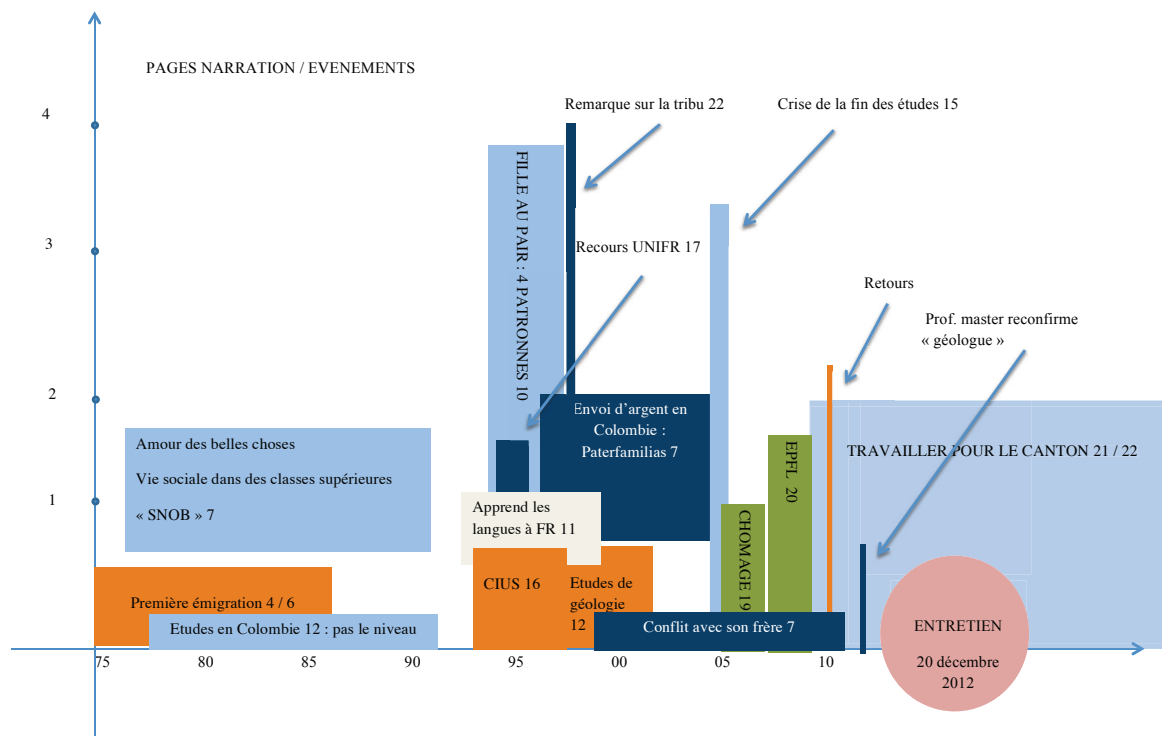 PAGES NARRATION / EVENEMENTS
4
3
2
1
Remarque sur la tribu 22
Crise de la fin des études 15
FILLE AU PAIR : 4 PATRONNES 10
Recours UNIFR 17
Retours
Prof. master reconfirme
« géologue »
Envoi d'argent en
Colombie :
Paterfamilias 7
Amour des belles choses
Vie sociale dans des classes supérieures
« SNOB » 7
EPFL 20
TRAVAILLER POUR LE CANTON 21 / 22
Apprend les
langues à FR 11
CHOMAGE 19
CIUS 16
Etudes de
géologie
12
Première émigration 4 / 6
Etudes en Colombie 12 : pas le niveau
Conflit avec son frère 7
ENTRETIEN
20 décembre
2012
75 80 85 90 95 00 05 10